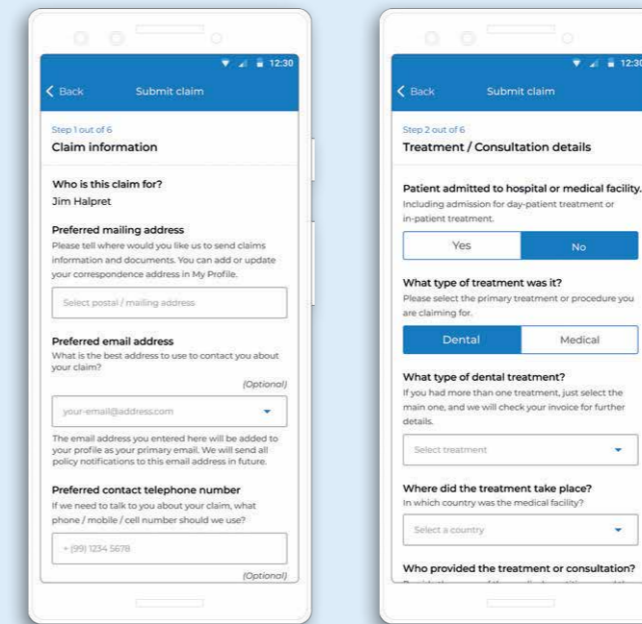 12:30
Back Submit claim
Step 1 out of 6
Claim information
Who is this claim for?
Jim Halpret
Preferred mailing address
Please tell where would you like us to send claims
information and documents. You can add or update
your correspondence address in My Profile.
Select postal / mailing address
Preferred email address
What is the best address to use to contact you about
your claim?
(Optional)
your-email@address.com
The email address you entered here will be added to
your profile as your primary email. We will send all
policy notifications to this email address in future.
Preferred contact telephone number
If we need to talk to you about your claim, what
phone / mobile / cell number should we use?
+ (99) 1234 5678
(Optional)
12:30
Back Submit claim
Step 2 out of 6
Treatment / Consultation details
Patient admitted to hospital or medical facility.
Including admission for day-patient treatment or
in-patient treatment.
Yes No
What type of treatment was it?
Please select the primary treatment or procedure you
are claiming for.
Dental Medical
What type of dental treatment?
If you had more than one treatment, just select the
main one, and we will check your invoice for further
details.
Select treatment
Where did the treatment take place?
In which country was the medical facility?
Select a country
Who provided the treatment or consultation?